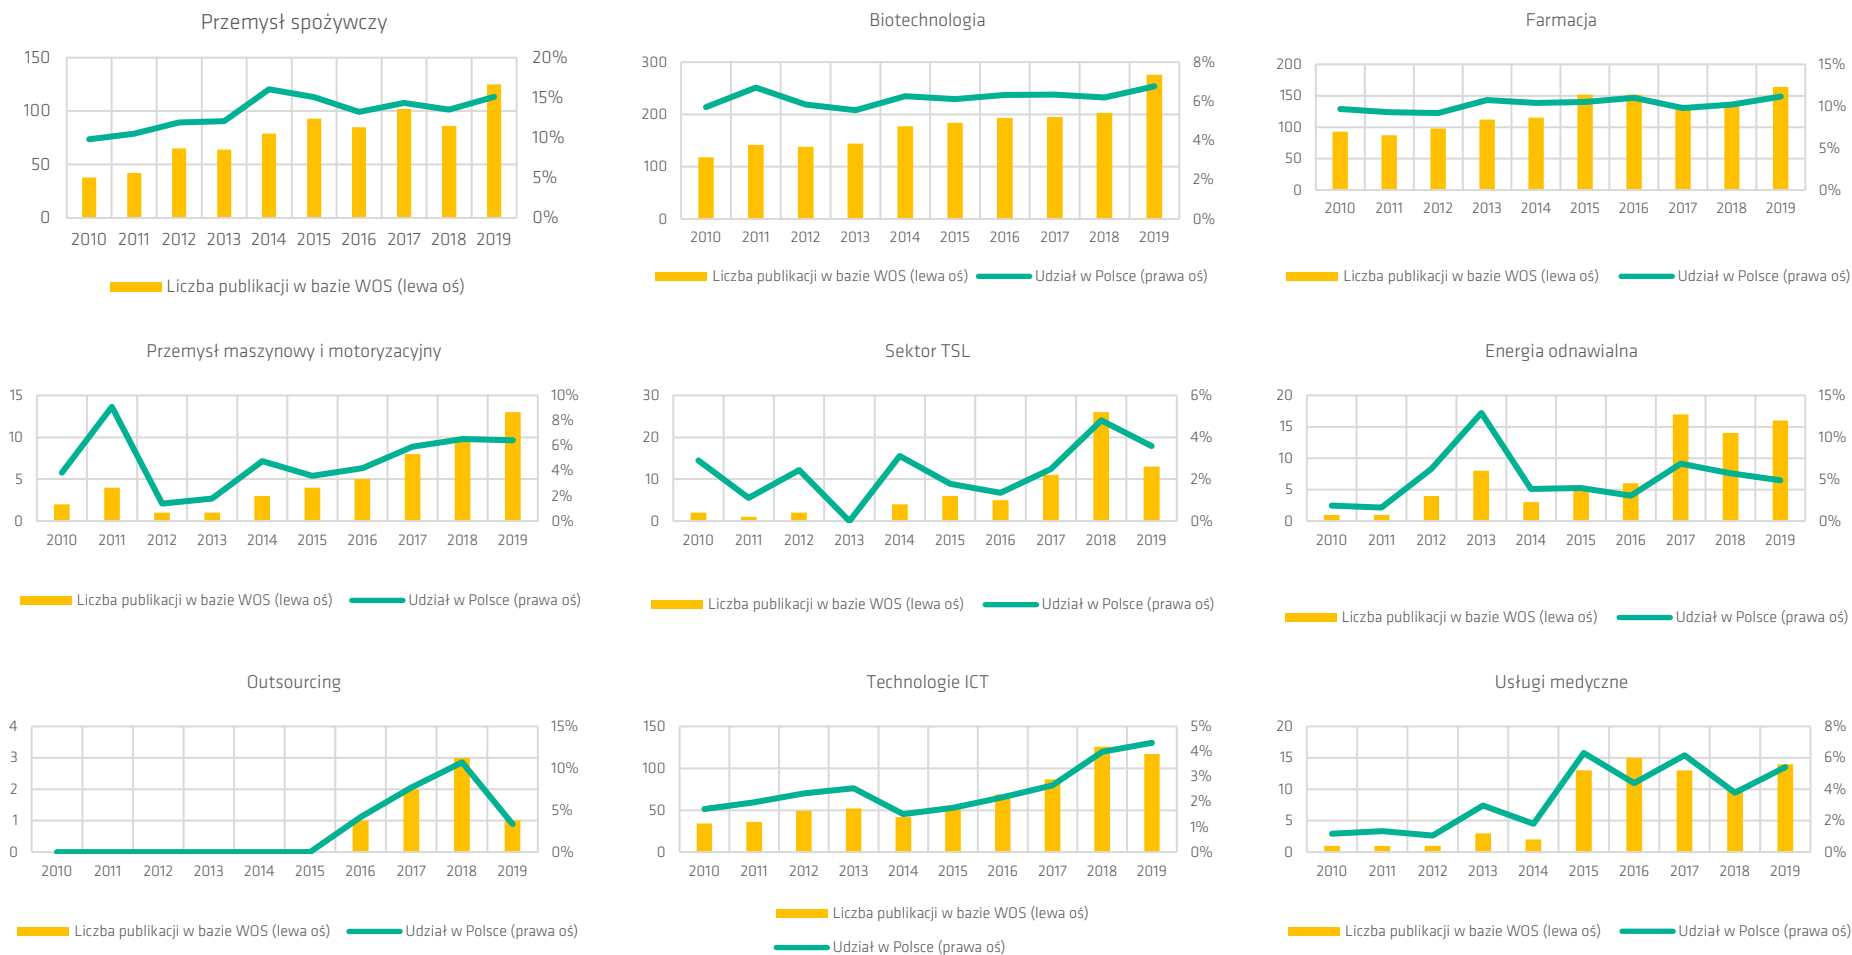 Przemysł spożywczy
150 20%
15%
100
10%
50
5%
0 0%
2010 2011 2012 2013 2014 2015 2016 2017 2018 2019
Liczba publikacji w bazie WOS (lewa oś)
Biotechnologia
300 8%
6%
200
4%
100
2%
0 0%
2010 2011 2012 2013 2014 2015 2016 2017 2018 2019
Liczba publikacji w bazie WOS (lewa oś) Udział w Polsce (prawa oś)
Farmacja
200 15%
150
10%
100
5%
50
0 0%
2010 2011 2012 2013 2014 2015 2016 2017 2018 2019
Liczba publikacji w bazie WOS (lewa oś) Udział w Polsce (prawa oś)
Przemysł maszynowy i motoryzacyjny
15 10%
8%
10
6%
4%
5
2%
0 0%
2010 2011 2012 2013 2014 2015 2016 2017 2018 2019
Liczba publikacji w bazie WOS (lewa oś) Udział w Polsce (prawa oś)
Sektor TSL
30 6%
20 4%
10 2%
0 0%
2010 2011 2012 2013 2014 2015 2016 2017 2018 2019
Liczba publikacji w bazie WOS (lewa oś) Udział w Polsce (prawa oś)
Energia odnawialna
20 15%
15
10%
10
5%
5
0 0%
2010 2011 2012 2013 2014 2015 2016 2017 2018 2019
Liczba publikacji w bazie WOS (lewa oś) Udział w Polsce (prawa oś)
Outsourcing
4 15%
3
10%
2
5%
1
0 0%
2010 2011 2012 2013 2014 2015 2016 2017 2018 2019
Liczba publikacji w bazie WOS (lewa oś) Udział w Polsce (prawa oś)
Technologie ICT
150 5%
4%
100
3%
2%
50
1%
0 0%
2010 2011 2012 2013 2014 2015 2016 2017 2018 2019
Liczba publikacji w bazie WOS (lewa oś)
Udział w Polsce (prawa oś)
Usługi medyczne
20 8%
15 6%
10 4%
5 2%
0 0%
2010 2011 2012 2013 2014 2015 2016 2017 2018 2019
Liczba publikacji w bazie WOS (lewa oś) Udział w Polsce (prawa oś)